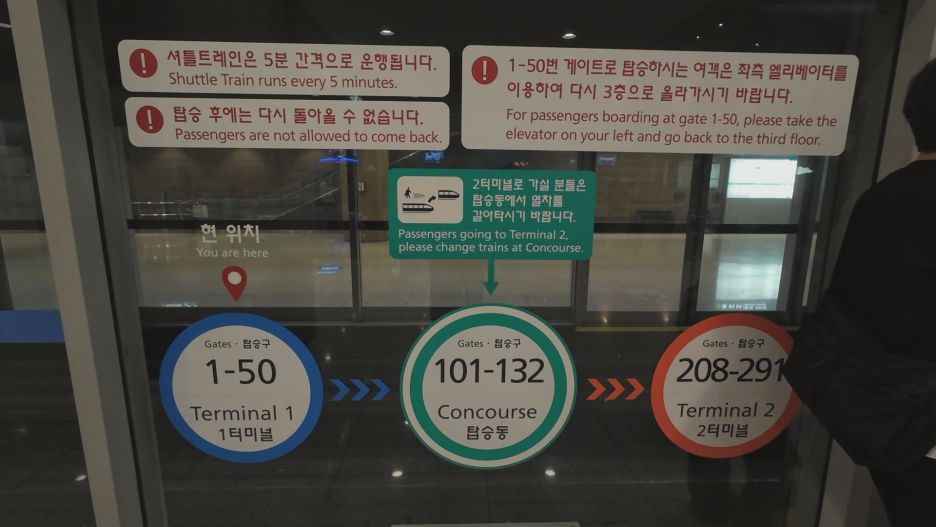 셔틀트레인은 5분 간격으로 운행됩니다.
Shuttle Train runs every 5 minutes.
탑승 후에는 다시 돌아올 수 없습니다.
Passengers are not allowed to come back.
1-50번 게이트로 탑승하시는 여객은 좌측 엘리베이터를
이용하여 다시 3층으로 올라가시기 바랍니다.
For passengers boarding at gate 1-50, please take the
elevator on your left and go back to the third floor.
2터미널로 가실 분들은
탑승동에서 열차를
갈아타시기 바랍니다.
Passengers going to Terminal 2,
please change trains at Concourse.
현 위치
You are here
Gates · 탑승구
1-50
Terminal 1
1터미널
Gates · 탑승구
101-132
Concourse
탑승동
Gates · 탑승구
208-291
Terminal 2
2터미널